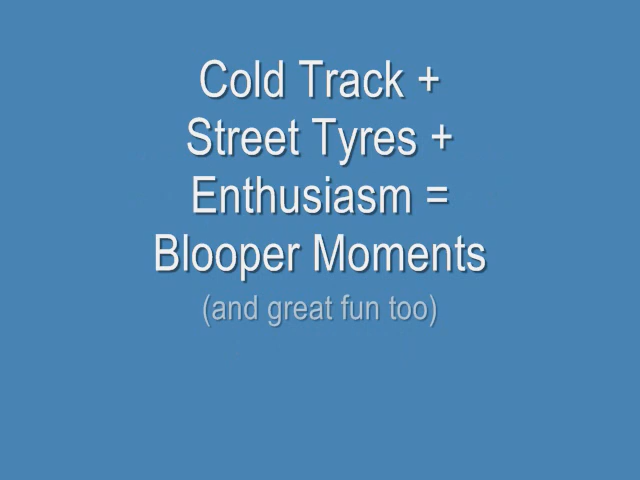 Cold Track +
Street Tyres +
Enthusiasm =
Blooper Moments
(and great fun too)